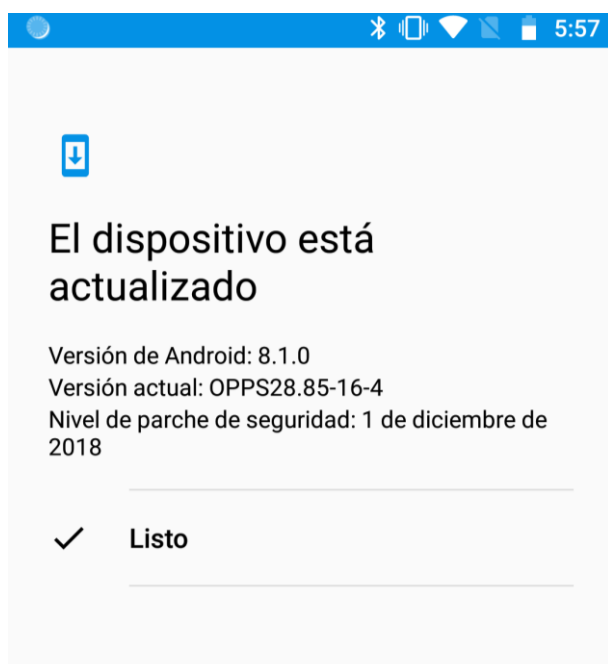 5:57
El dispositivo está
actualizado
Versión de Android: 8.1.0
Versión actual: OPPS28.85-16-4
Nivel de parche de seguridad: 1 de diciembre de
2018
Listo